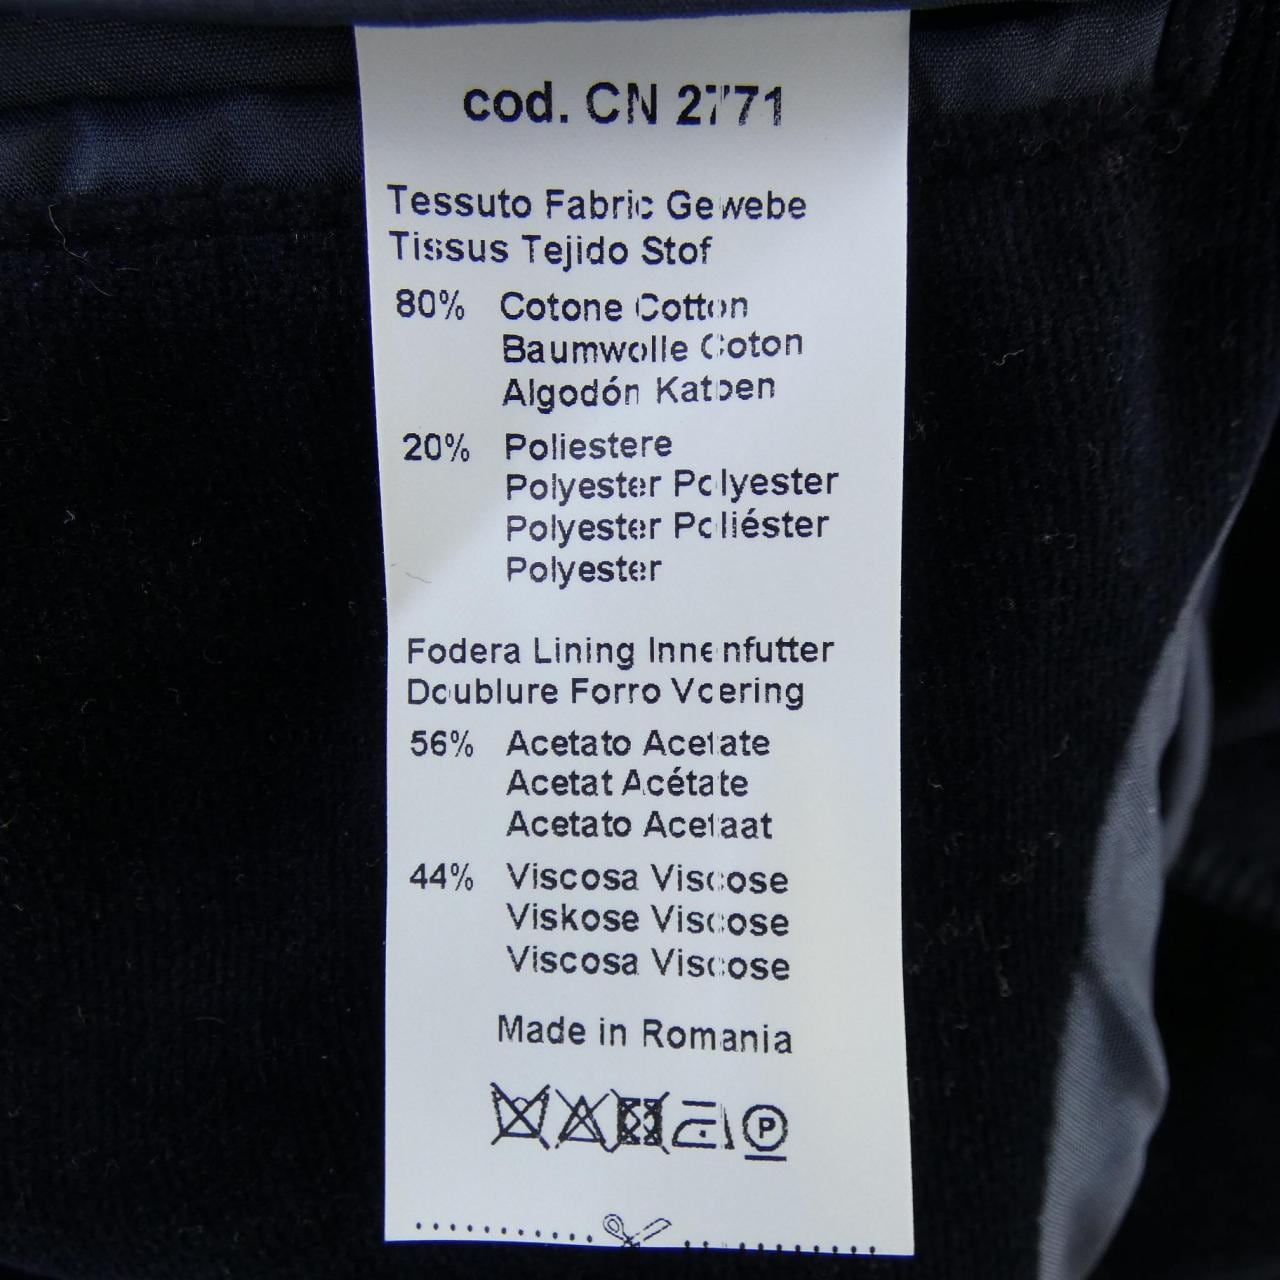 cod. CN 2771
Tessuto Fabric Gewebe
Tissus Tejido Stof
80% Cotone Cotton
Baumwolle Coton
Algodón Katoen
20% Poliestere
Polyester Polyester
Polyester Poliéster
Polyester
Fodera Lining Innenfutter
Doublure Forro Voering
56% Acetato Acetate
Acetat Acétate
Acetato Acetaat
44% Viscosa Viscose
Viskose Viscose
Viscosa Viscose
Made in Romania
P